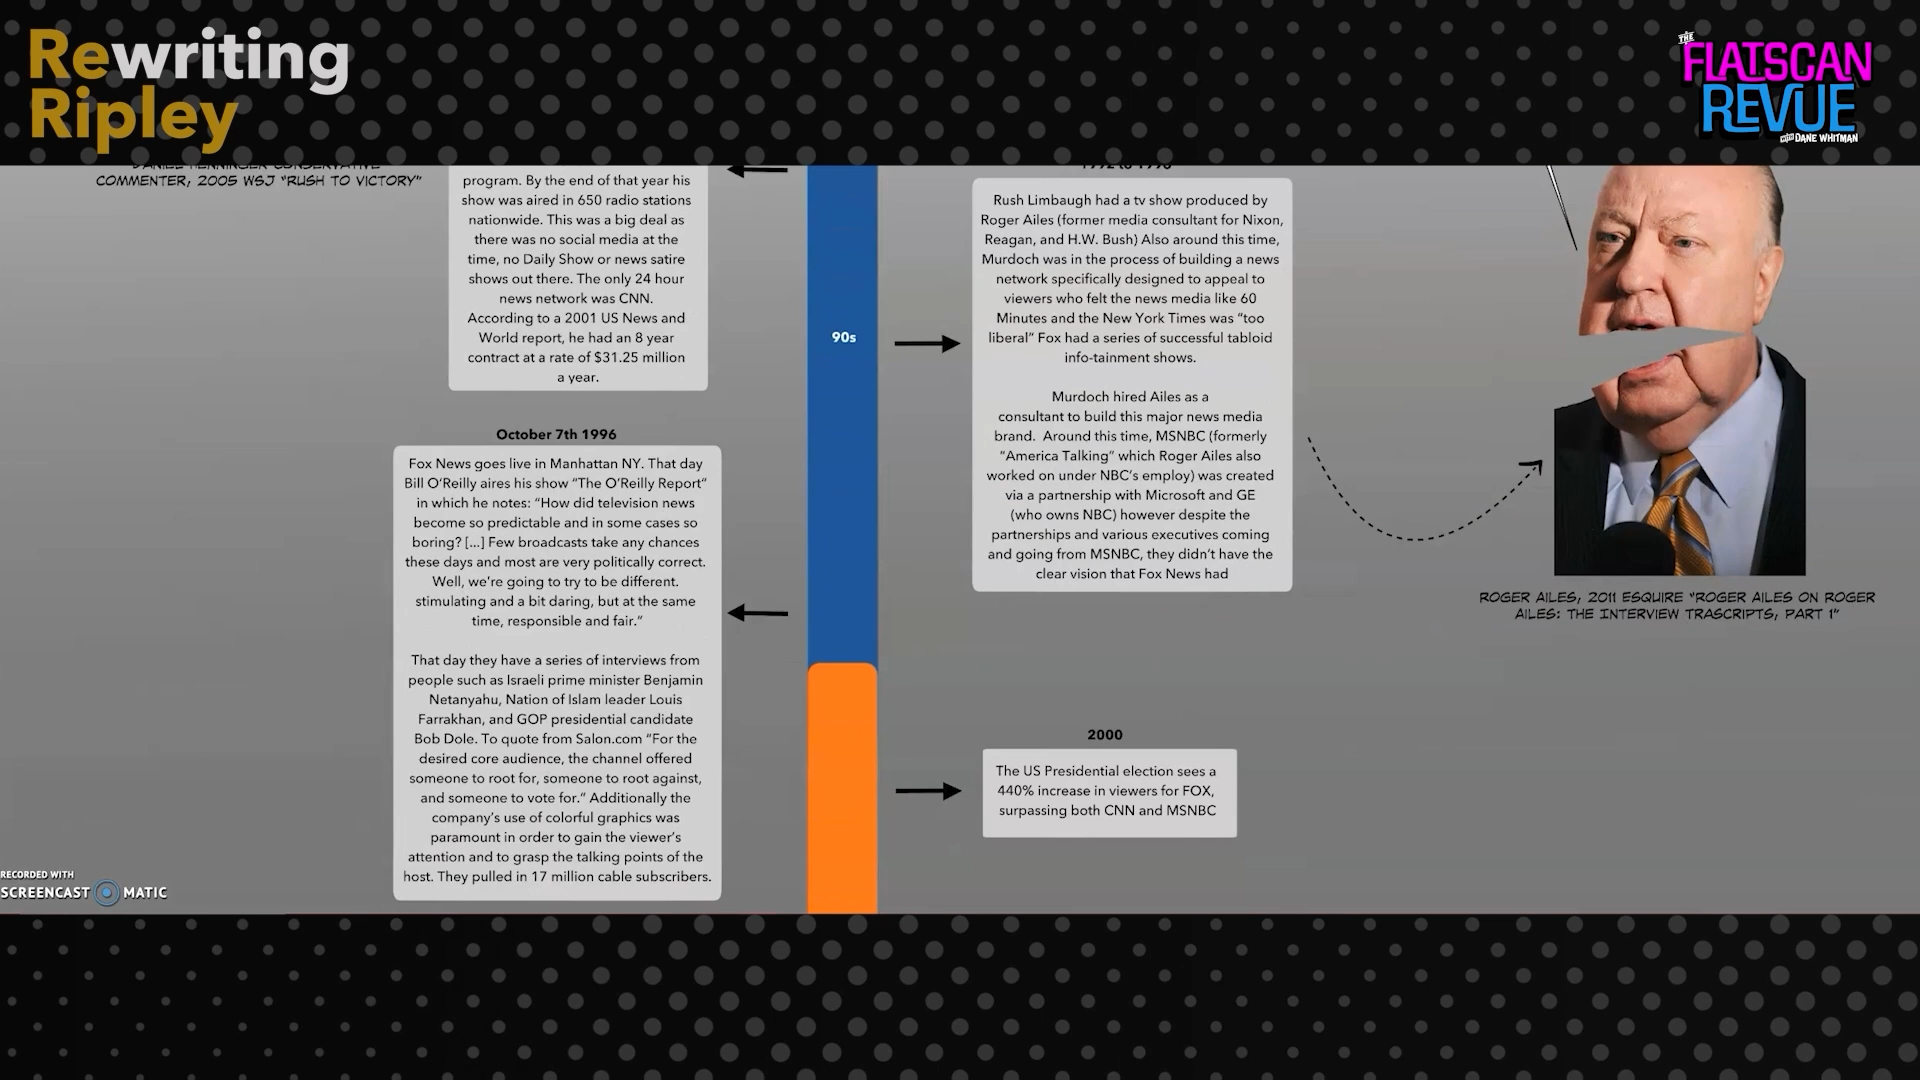 Rewriting
Ripley
THE
FLATSCAN
REVUE
WITH DANE WHITMAN
COMMENTER, 2005 WSJ "RUSH TO VICTORY"
program. By the end of that year his
show was aired in 650 radio stations
nationwide. This was a big deal as
there was no social media at the
time, no Daily Show or news satire
shows out there. The only 24 hour
news network was CNN.
According to a 2001 US News and
World report, he had an 8 year
contract at a rate of $31.25 million
a year.
October 7th 1996
Fox News goes live in Manhattan NY. That day
Bill O'Reilly aires his show "The O'Reilly Report"
in which he notes: "How did television news
become so predictable and in some cases so
boring? [...] Few broadcasts take any chances
these days and most are very politically correct.
Well, we're going to try to be different.
stimulating and a bit daring, but at the same
time, responsible and fair."
That day they have a series of interviews from
people such as Israeli prime minister Benjamin
Netanyahu, Nation of Islam leader Louis
Farrakhan, and GOP presidential candidate
Bob Dole. To quote from Salon.com "For the
desired core audience, the channel offered
someone to root for, someone to root against,
and someone to vote for." Additionally the
company's use of colorful graphics was
paramount in order to gain the viewer's
attention and to grasp the talking points of the
host. They pulled in 17 million cable subscribers.
90s
Rush Limbaugh had a tv show produced by
Roger Ailes (former media consultant for Nixon,
Reagan, and H.W. Bush) Also around this time,
Murdoch was in the process of building a news
network specifically designed to appeal to
viewers who felt the news media like 60
Minutes and the New York Times was "too
liberal" Fox had a series of successful tabloid
info-tainment shows.
Murdoch hired Ailes as a
consultant to build this major news media
brand. Around this time, MSNBC (formerly
"America Talking" which Roger Ailes also
worked on under NBC's employ) was created
via a partnership with Microsoft and GE
(who owns NBC) however despite the
partnerships and various executives coming
and going from MSNBC, they didn't have the
clear vision that Fox News had
ROGER AILES, 2011 ESQUIRE "ROGER AILES ON ROGER
AILES: THE INTERVIEW TRASCRIPTS, PART 1"
2000
The US Presidential election sees a
440% increase in viewers for FOX,
surpassing both CNN and MSNBC
RECORDED WITH
SCREENCAST MATIC